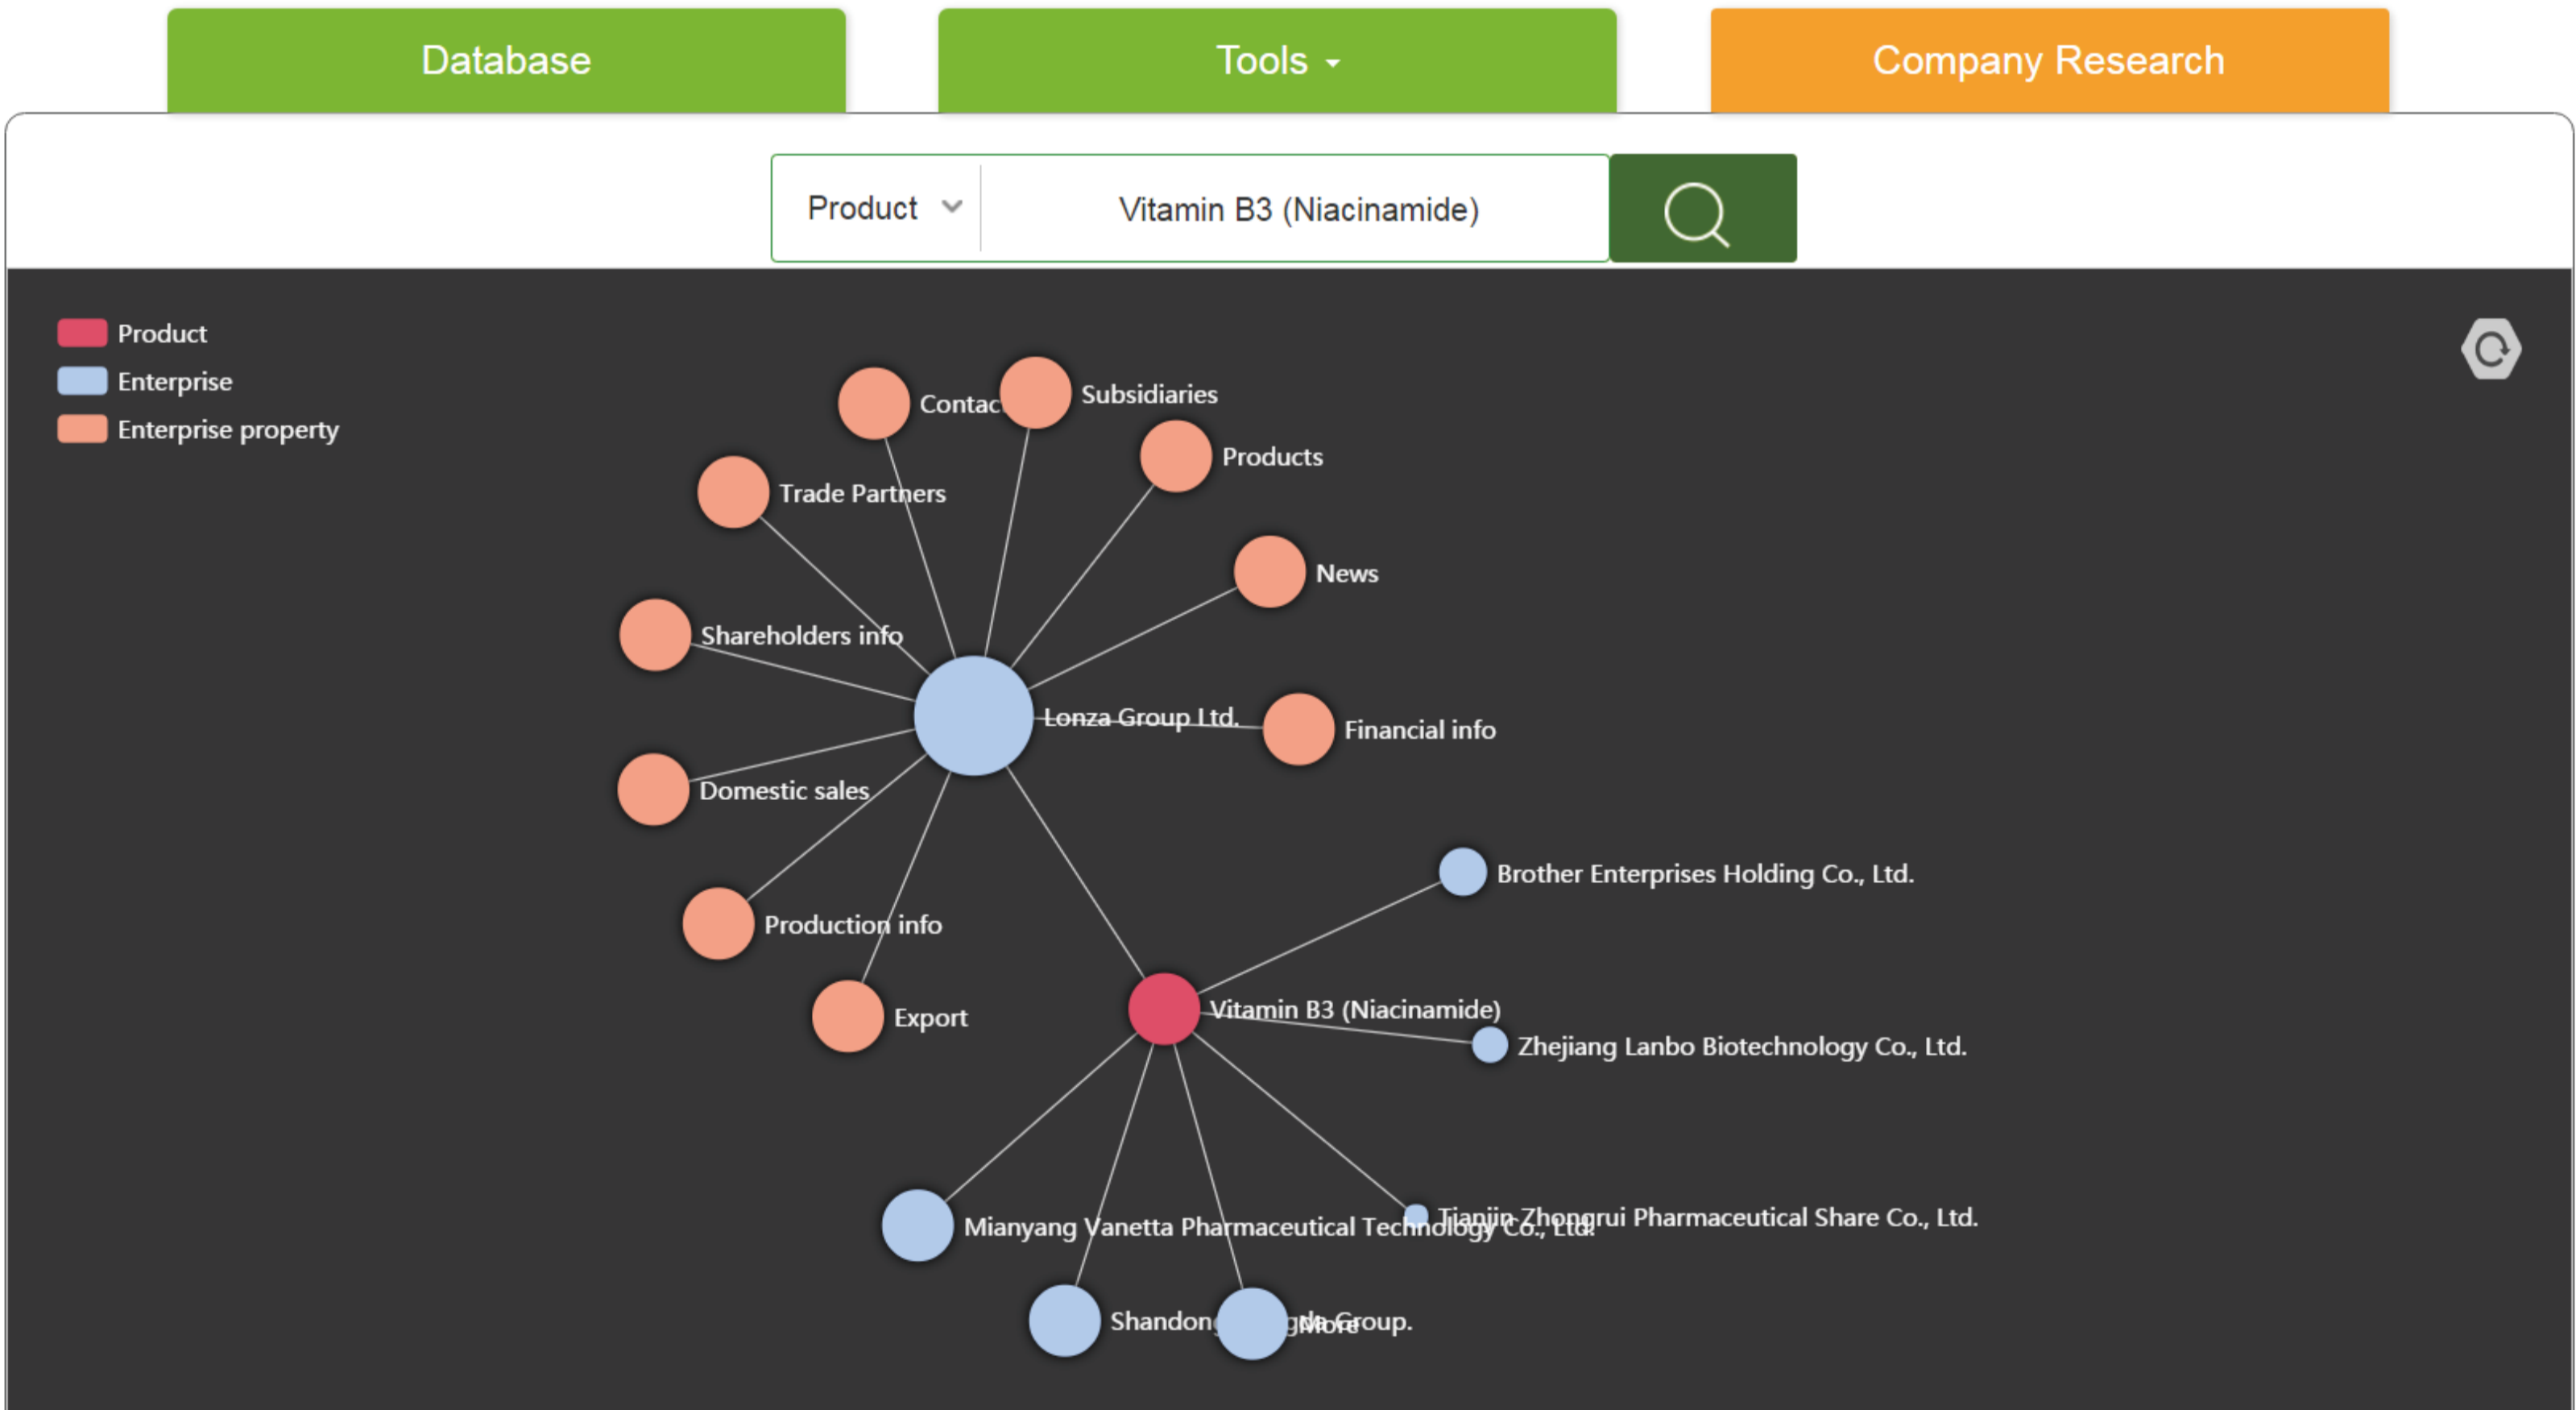 Database
Tools
Company Research
Product
Vitamin B3 (Niacinamide)
Product
Enterprise
Enterprise property
Subsidiaries
Products
Trade Partners
News
Shareholders info
Lonza Group Ltd.
Financial info
Domestic sales
Brother Enterprises Holding Co., Ltd.
Production info
Vitamin B3 (Niacinamide)
Export
Zhejiang Lanbo Biotechnology Co., Ltd.
Tianjin Zhongrui Pharmaceutical Share Co., Ltd.
Mianyang Vanetta Pharmaceutical Technology Co., Ltd.
Group.
More